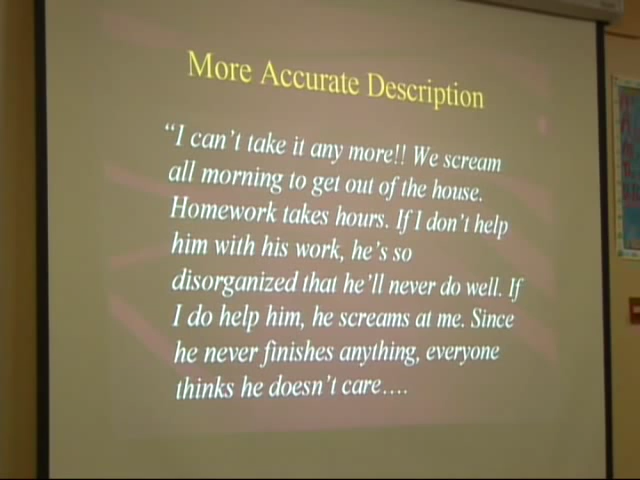 More Accurate Description
“I can’t take it any more!! We scream
all morning to get out of the house.
Homework takes hours. If I don’t help
him with his work, he’s so
disorganized that he’ll never do well. If
I do help him, he screams at me. Since
he never finishes anything, everyone
thinks he doesn’t care….